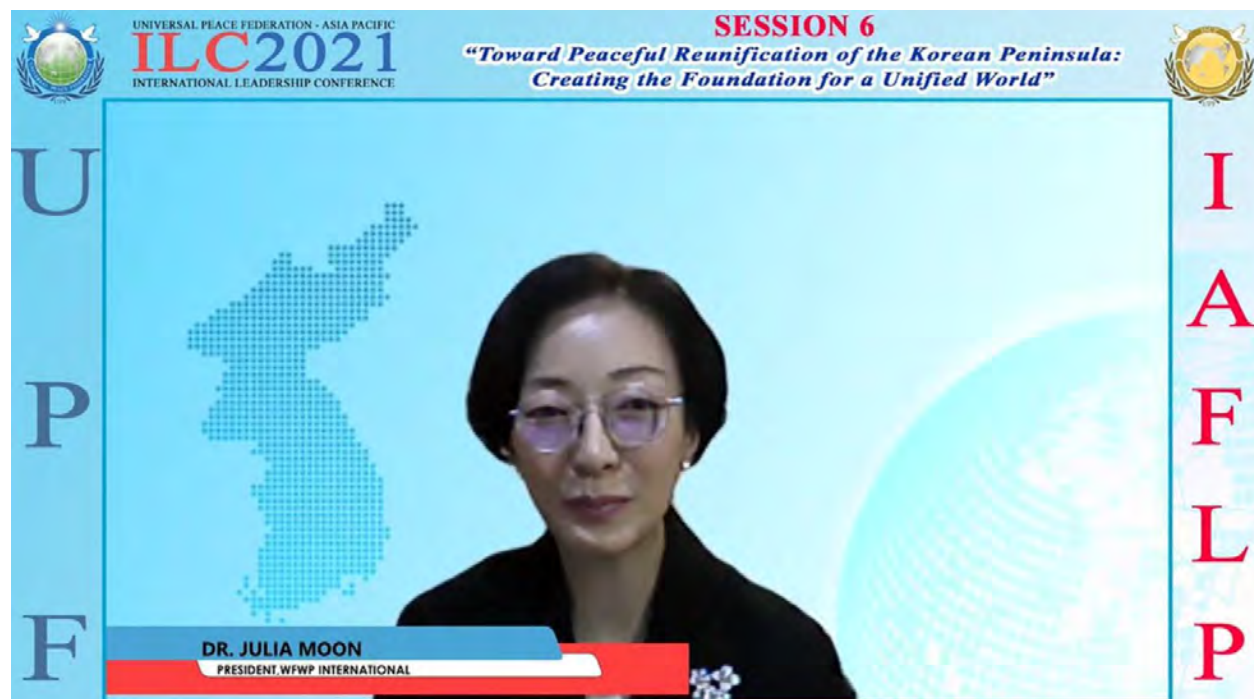 UNIVERSAL PEACE FEDERATION - ASIA PACIFIC
ILC2021
INTERNATIONAL LEADERSHIP CONFERENCE
SESSION 6
“Toward Peaceful Reunification of the Korean Peninsula:
Creating the Foundation for a Unified World”
U
P
F
I
A
F
L
P
DR. JULIA MOON
PRESIDENT,WFWP INTERNATIONAL